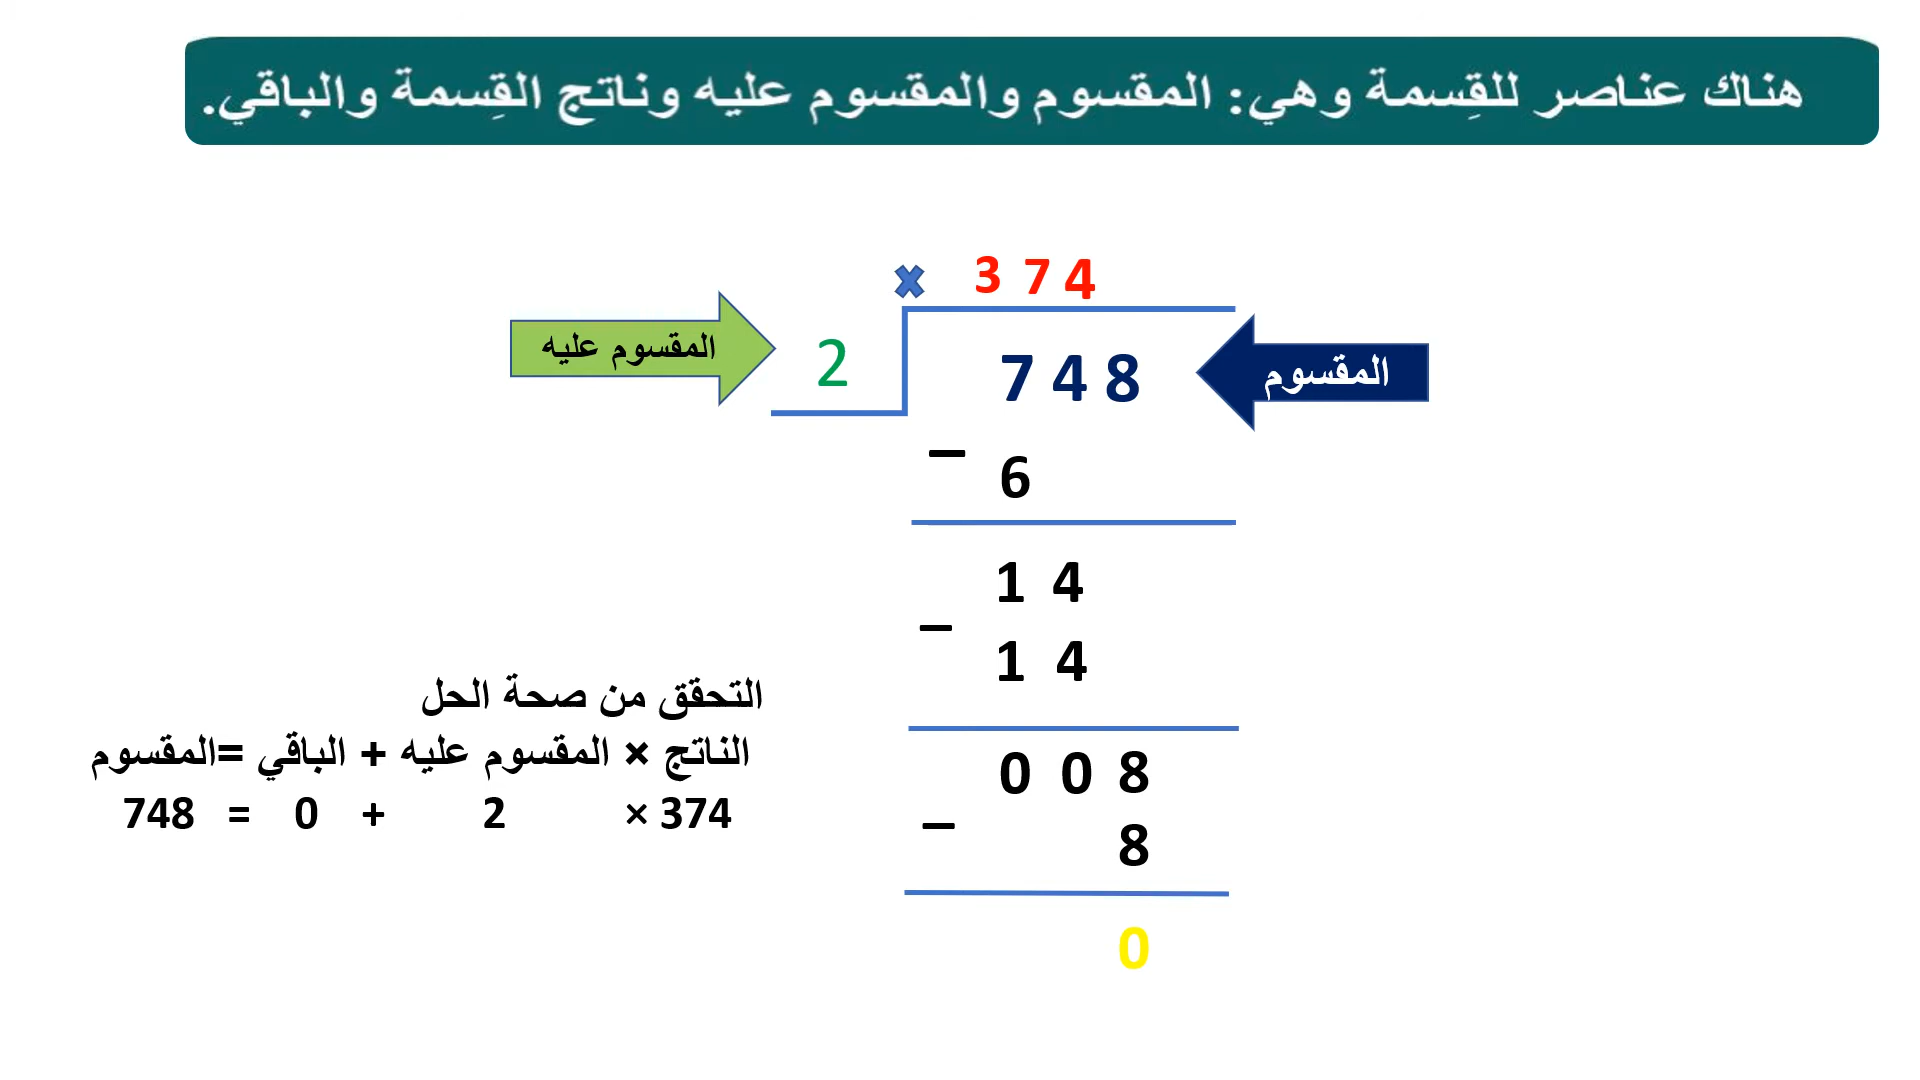 هناك عناصر للقِسمة وهي: المقسوم والمقسوم عليه وناتج القِسمة والباقي.
3 7 4
المقسوم عليه
2
7 4 8
المقسوم
– 6
1 4
– 1 4
0 0 8
– 8
0
التحقق من صحة الحل
الناتج × المقسوم عليه + الباقي =المقسوم
748 = 0 + 2 × 374